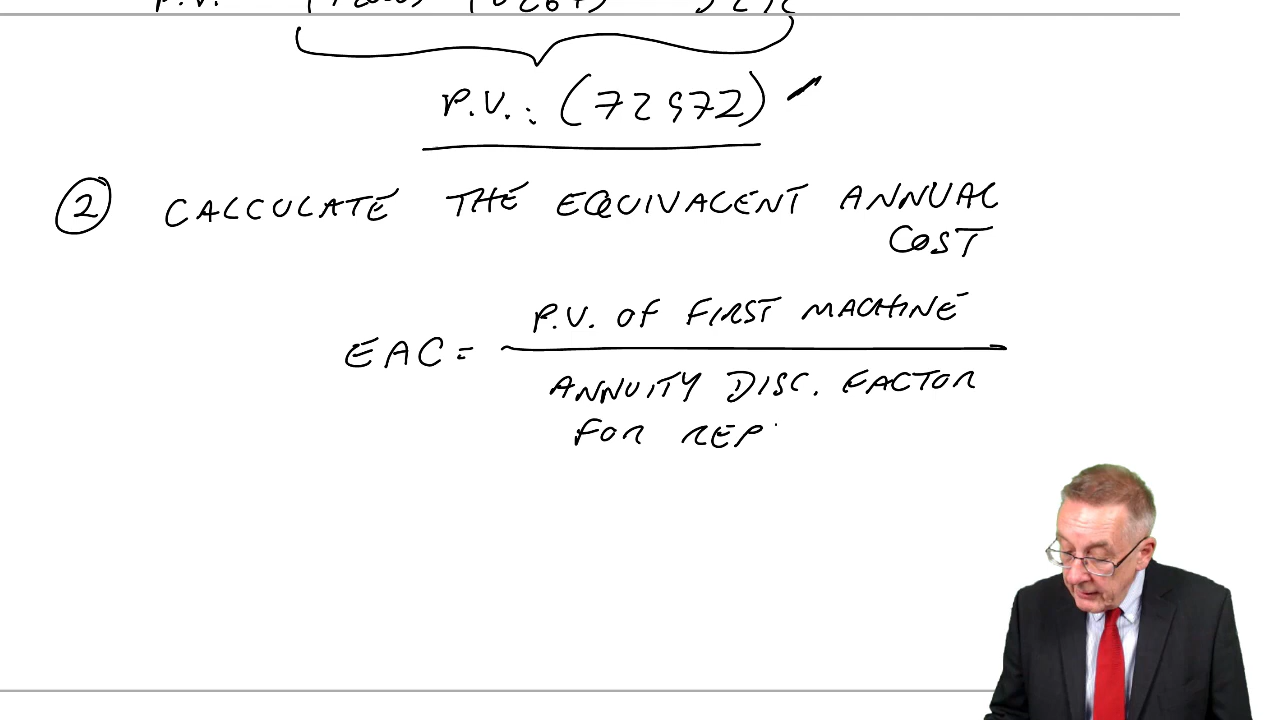 P.V.
P.V.: (72972)
② CALCULATE THE EQUIVALENT ANNUAL
COST
P.V. OF FIRST MACHINE
EAC =
ANNUITY DISC. FACTOR
FOR REP